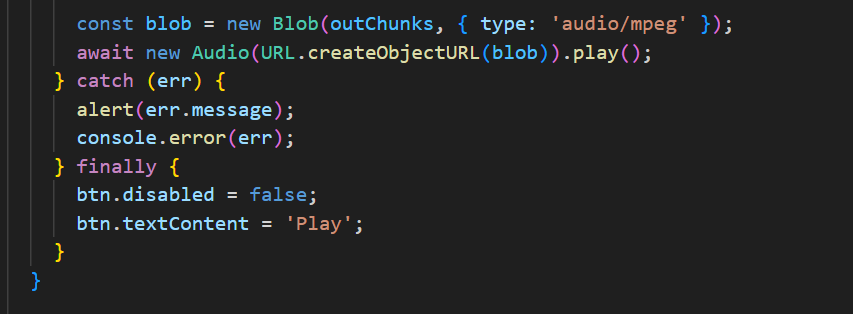 const blob = new Blob(outChunks, { type: 'audio/mpeg' });
await new Audio(URL.createObjectURL(blob)).play();
} catch (err) {
alert(err.message);
console.error(err);
} finally {
btn.disabled = false;
btn.textContent = 'Play';
}
}